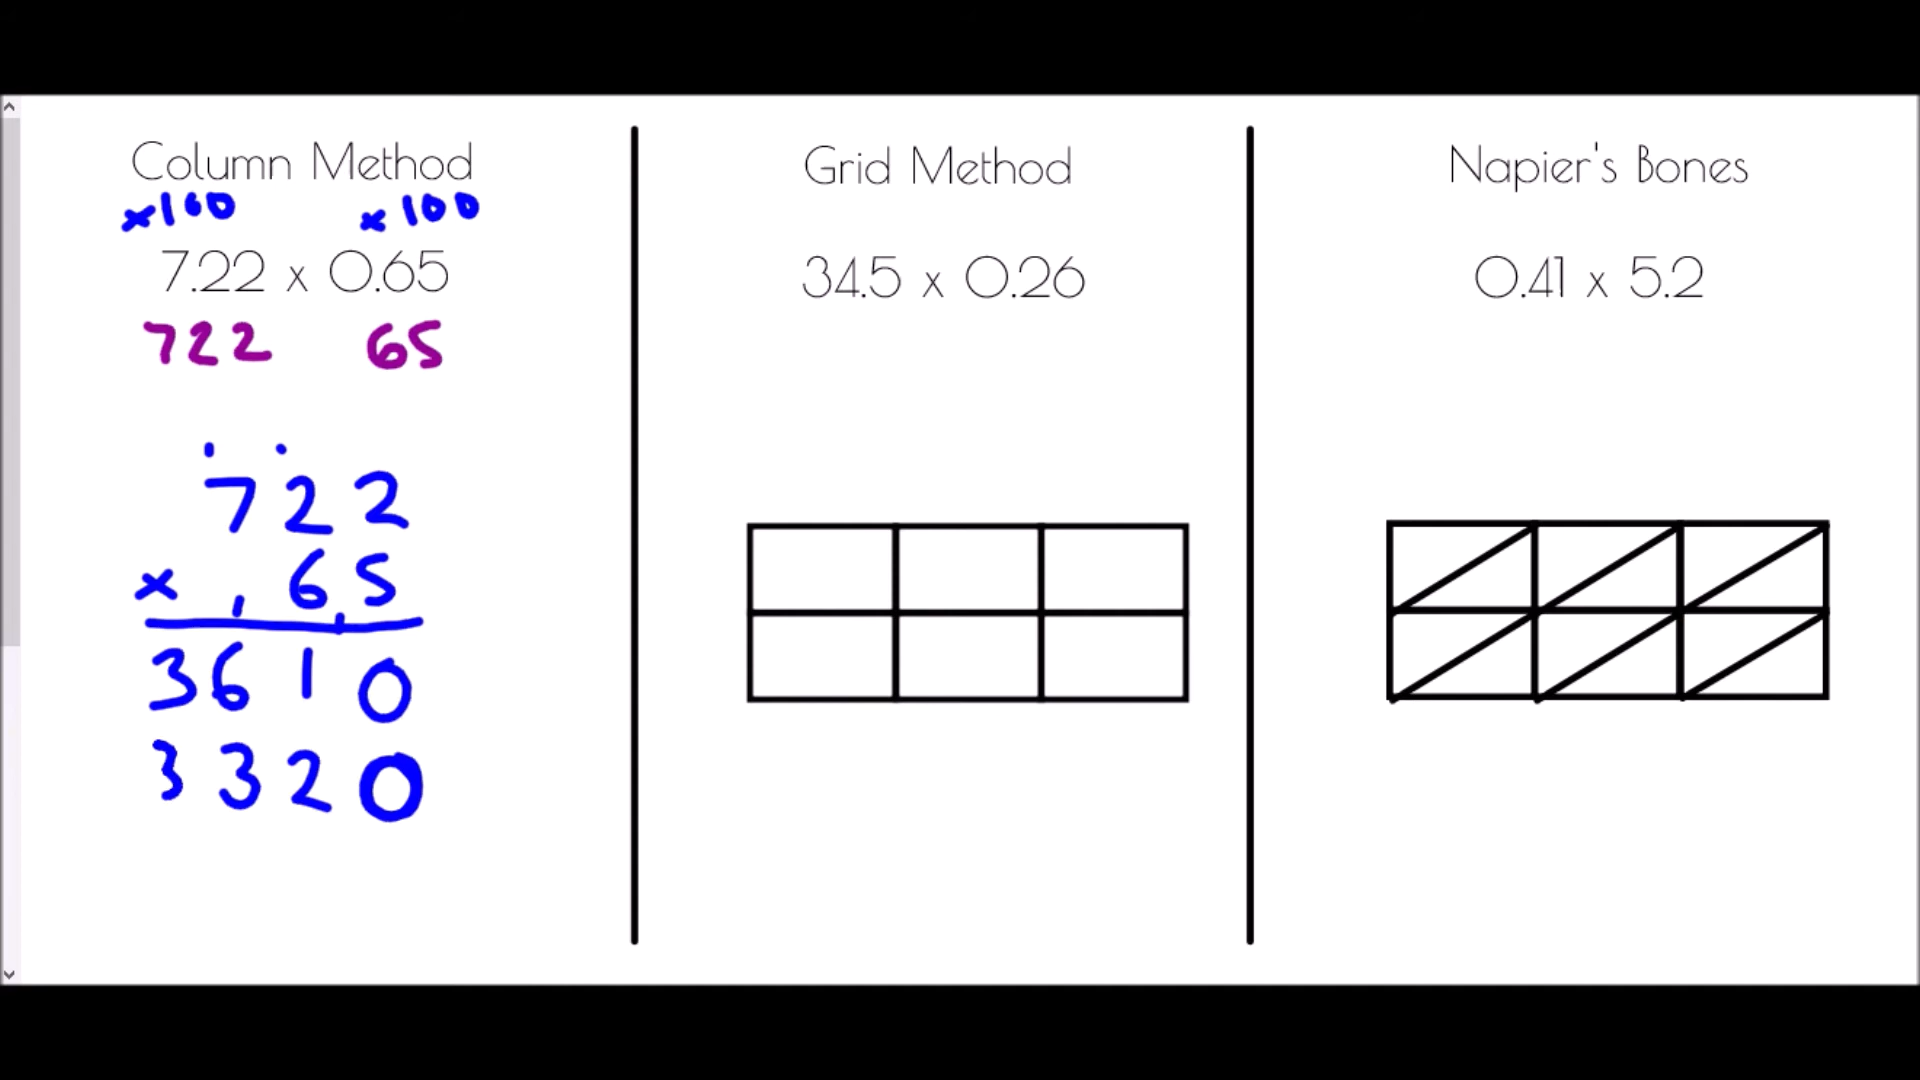 Column Method
×100 ×100
7.22 x 0.65
722 65
722
× 65
3610
3320
Grid Method
34.5 x 0.26
Napier's Bones
0.41 x 5.2